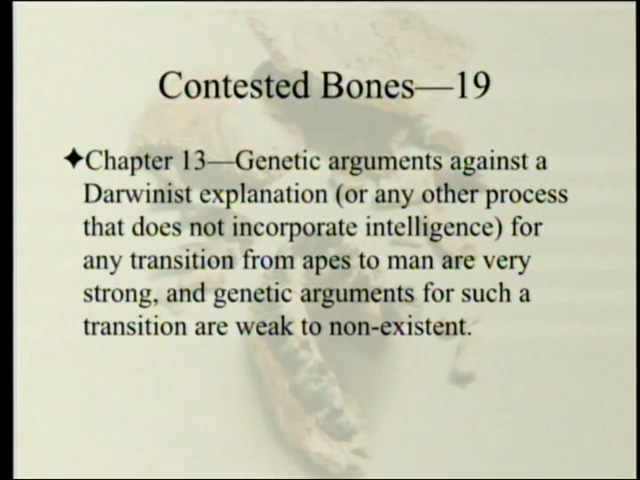 Contested Bones—19
✦Chapter 13—Genetic arguments against a
Darwinist explanation (or any other process
that does not incorporate intelligence) for
any transition from apes to man are very
strong, and genetic arguments for such a
transition are weak to non-existent.